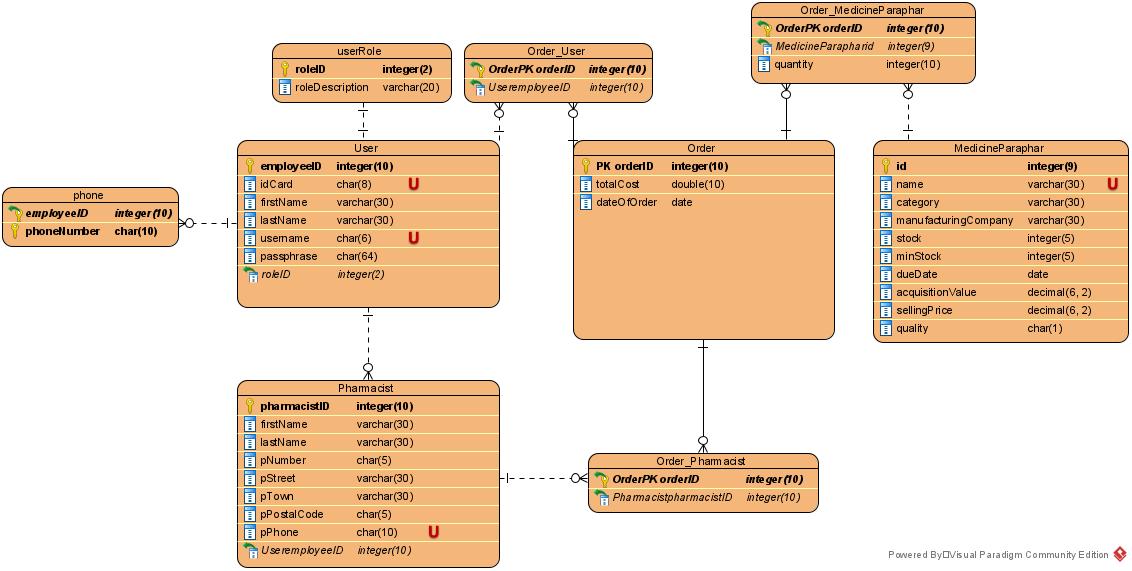 Order_MedicineParaphar
OrderPK orderID integer(10)
MedicineParapharid integer(9)
quantity integer(10)
userRole
roleID integer(2)
roleDescription varchar(20)
Order_User
OrderPK orderID integer(10)
UseremployeeID integer(10)
User
employeeID integer(10)
idCard char(8) U
firstName varchar(30)
lastName varchar(30)
username char(6) U
passphrase char(64)
roleID integer(2)
Order
PK orderID integer(10)
totalCost double(10)
dateOfOrder date
MedicineParaphar
id integer(9)
name varchar(30) U
category varchar(30)
manufacturingCompany varchar(30)
stock integer(5)
minStock integer(5)
dueDate date
acquisitionValue decimal(6, 2)
sellingPrice decimal(6, 2)
quality char(1)
phone
employeeID integer(10)
phoneNumber char(10)
Pharmacist
pharmacistID integer(10)
firstName varchar(30)
lastName varchar(30)
pNumber char(5)
pStreet varchar(30)
pTown varchar(30)
pPostalCode char(5)
pPhone char(10) U
UseremployeeID integer(10)
Order_Pharmacist
OrderPK orderID integer(10)
PharmacistpharmacistID integer(10)
Powered By Visual Paradigm Community Edition